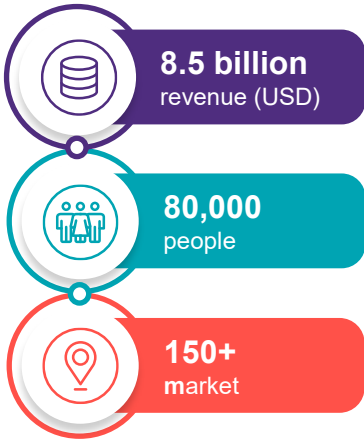 8.5 billion
revenue (USD)
80,000
people
150+
market